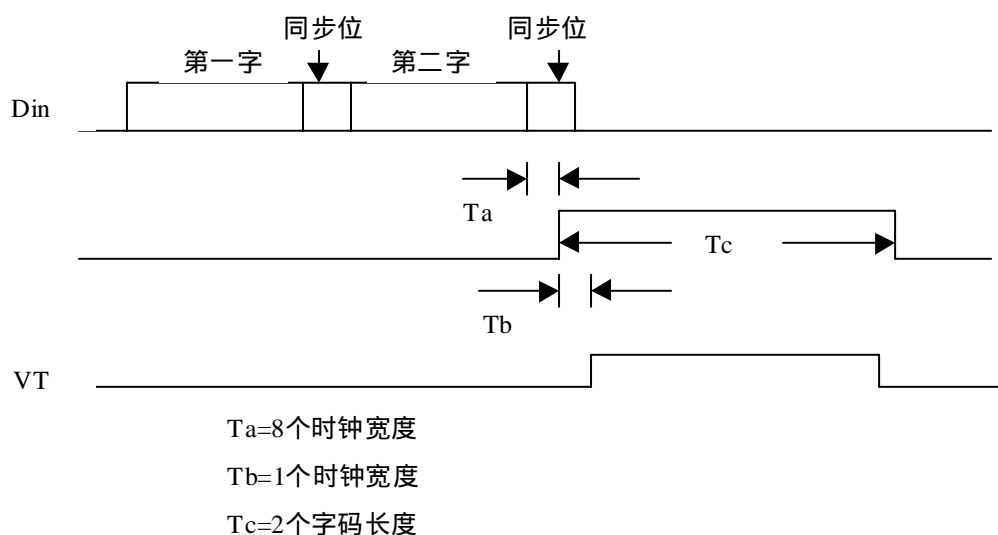 同步位 同步位
第一字 第二字
Din
Ta
Tc
Tb
VT
Ta=8个时钟宽度
Tb=1个时钟宽度
Tc=2个字码长度